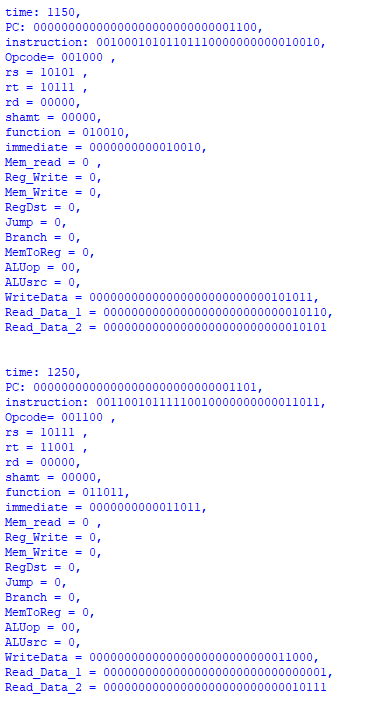 time: 1150,
PC: 00000000000000000000000000001100,
instruction: 00100010101101110000000000010010,
Opcode= 001000 ,
rs = 10101 ,
rt = 10111 ,
rd = 00000,
shamt = 00000,
function = 010010,
immediate = 0000000000010010,
Mem_read = 0 ,
Reg_Write = 0,
Mem_Write = 0,
RegDst = 0,
Jump = 0,
Branch = 0,
MemToReg = 0,
ALUop = 00,
ALUsrc = 0,
WriteData = 00000000000000000000000000101011,
Read_Data_1 = 00000000000000000000000000010110,
Read_Data_2 = 00000000000000000000000000010101
time: 1250,
PC: 00000000000000000000000000001101,
instruction: 00110010111110010000000000011011,
Opcode= 001100 ,
rs = 10111 ,
rt = 11001 ,
rd = 00000,
shamt = 00000,
function = 011011,
immediate = 0000000000011011,
Mem_read = 0 ,
Reg_Write = 0,
Mem_Write = 0,
RegDst = 0,
Jump = 0,
Branch = 0,
MemToReg = 0,
ALUop = 00,
ALUsrc = 0,
WriteData = 00000000000000000000000000011000,
Read_Data_1 = 00000000000000000000000000000001,
Read_Data_2 = 00000000000000000000000000010111